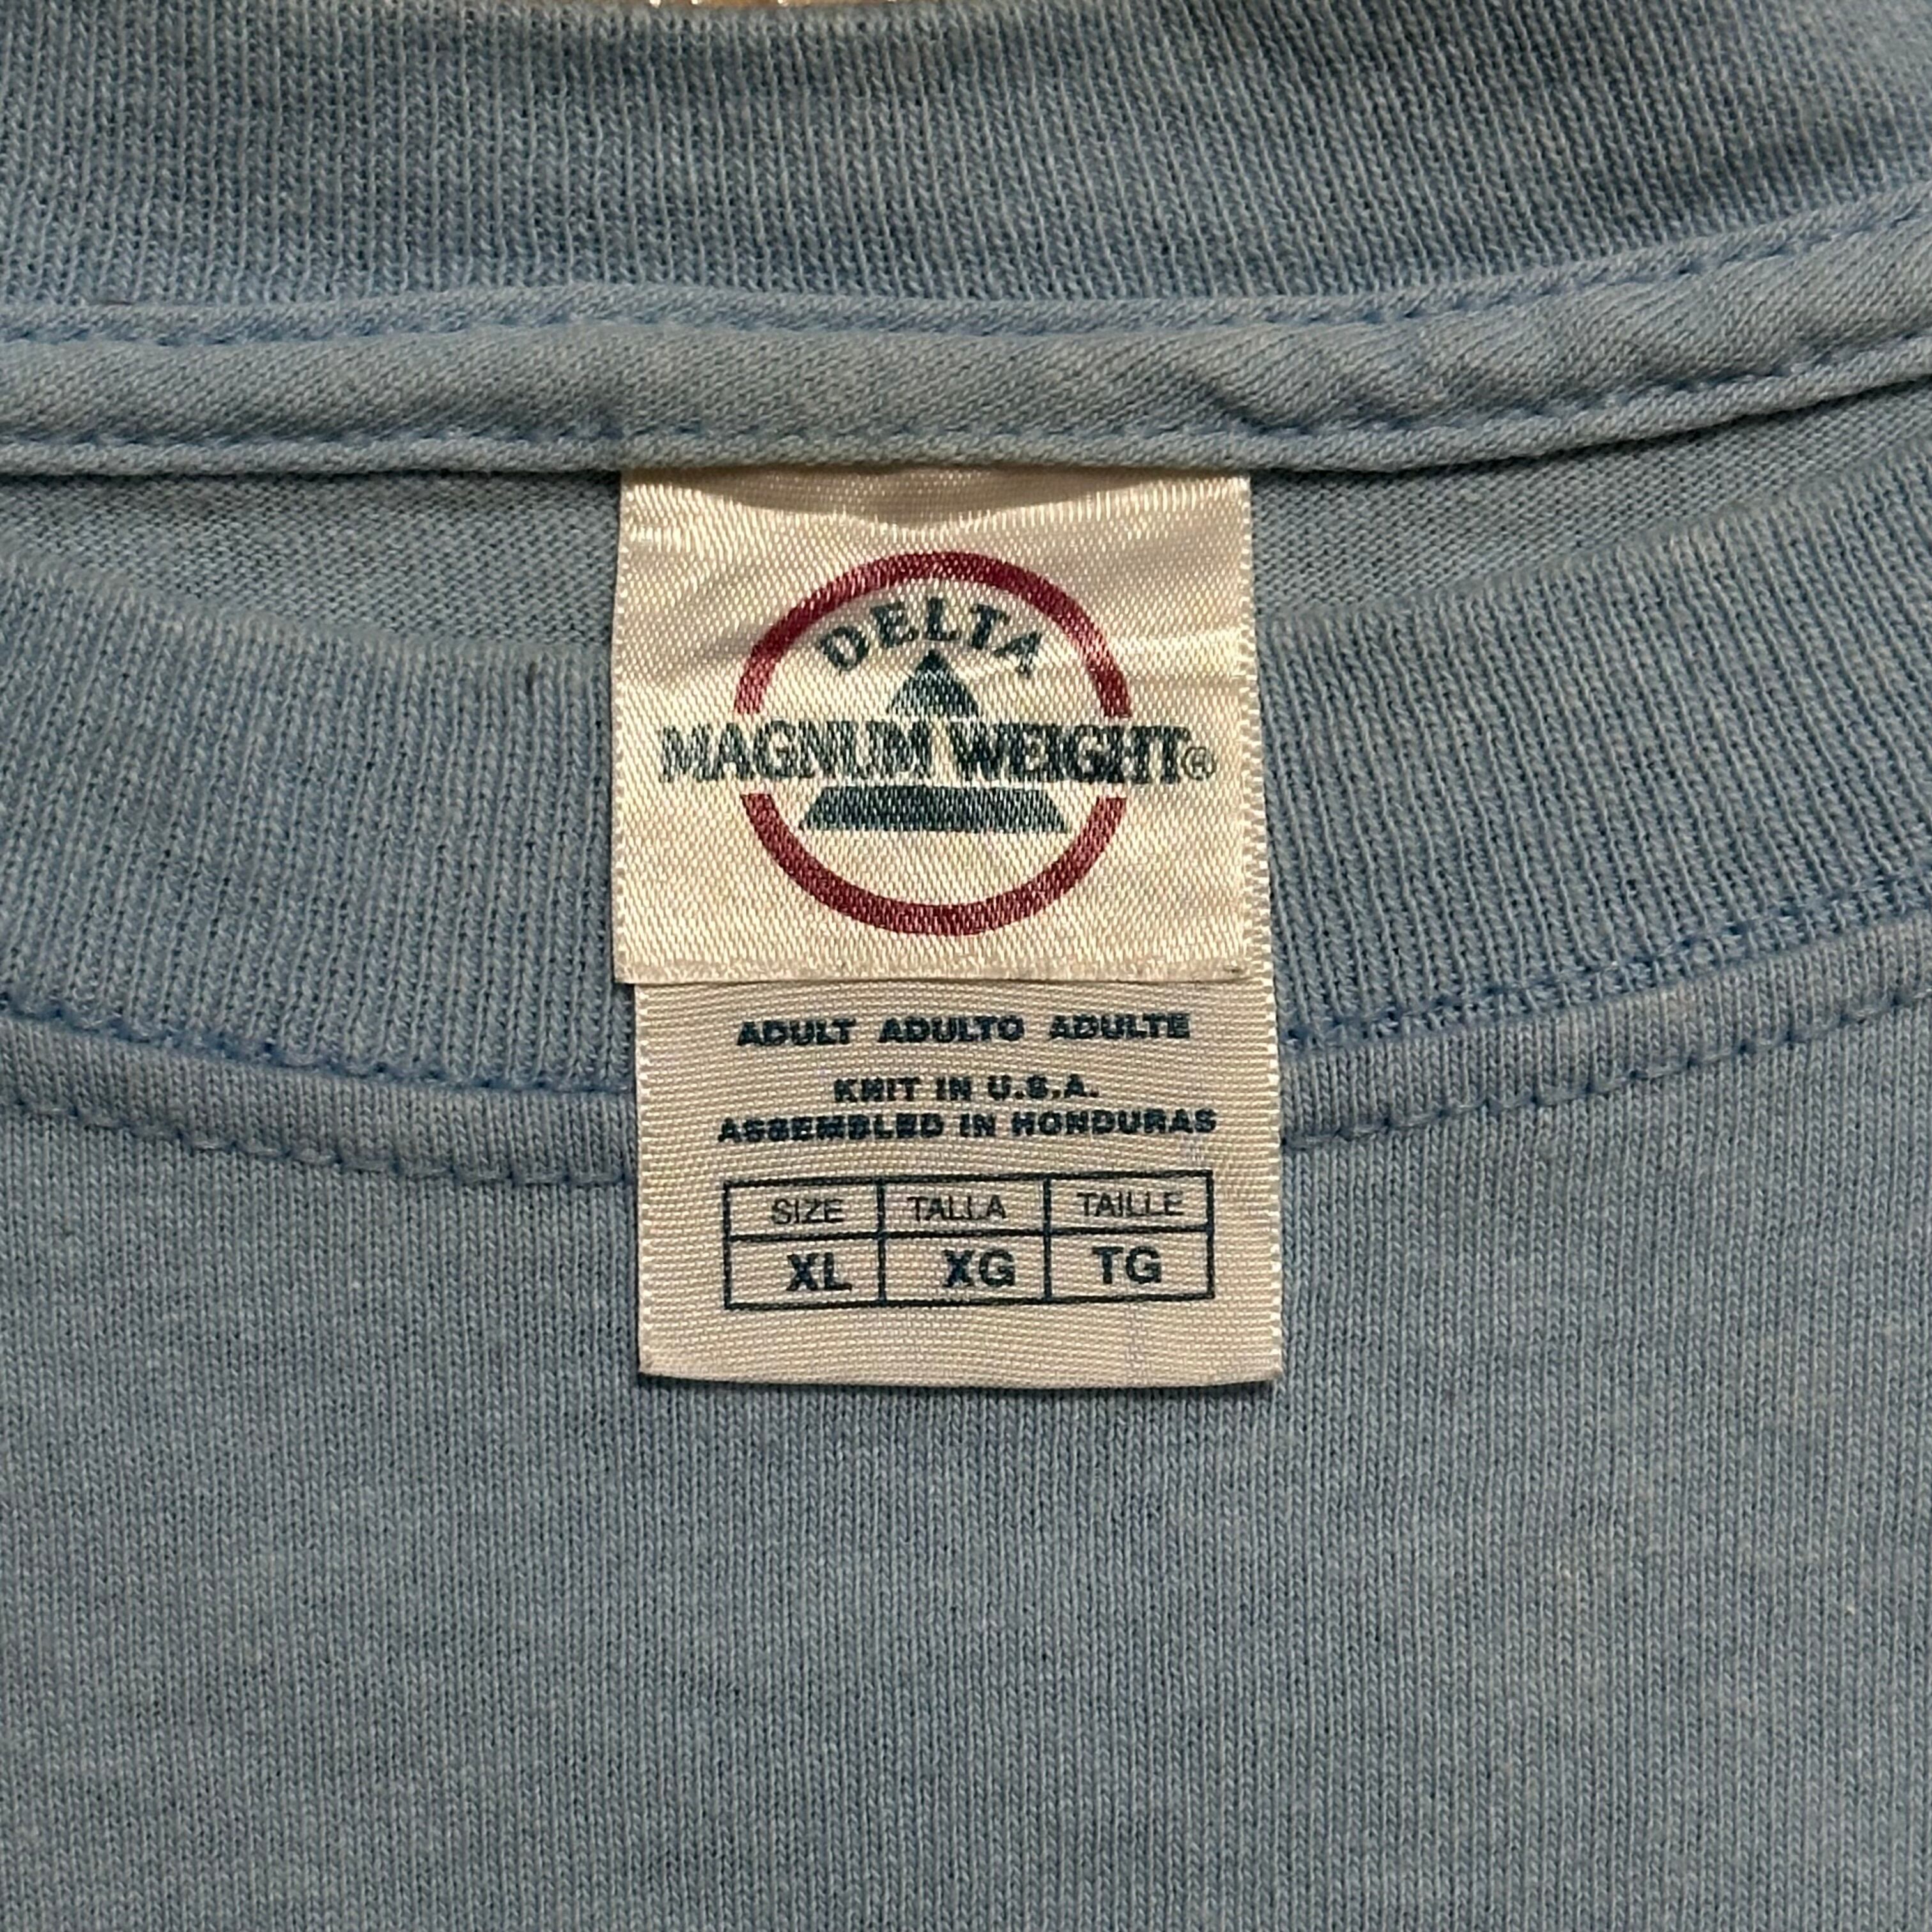 DELTA
MAGNUM WEIGHT®
ADULT ADULTO ADULTE
KNIT IN U.S.A.
ASSEMBLED IN HONDURAS
SIZE TALLA TAILLE
XL XG TG